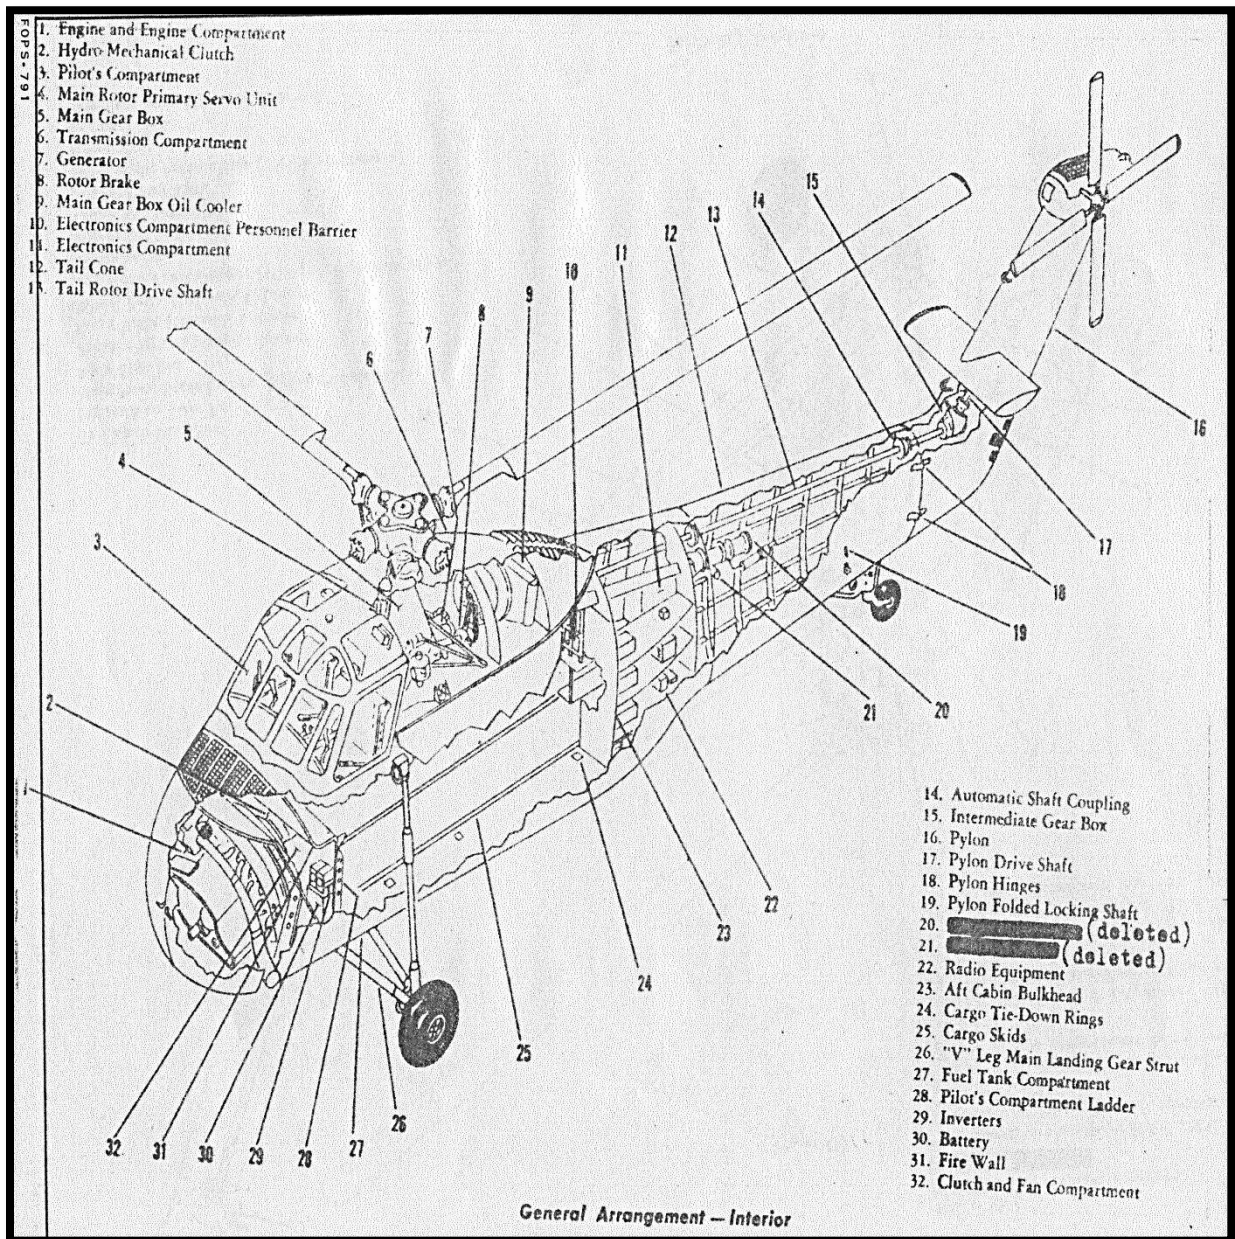 FOPS-791
1. Engine and Engine Compartment
2. Hydro Mechanical Clutch
3. Pilot's Compartment
4. Main Rotor Primary Servo Unit
5. Main Gear Box
6. Transmission Compartment
7. Generator
8. Rotor Brake
9. Main Gear Box Oil Cooler
10. Electronics Compartment Personnel Barrier
11. Electronics Compartment
12. Tail Cone
13. Tail Rotor Drive Shaft
15
14
13
12
11
10
9
8
7
6
5
4
3
2
1
16
17
18
19
20
21
22
23
24
25
26
27
28
29
30
31
32
14. Automatic Shaft Coupling
15. Intermediate Gear Box
16. Pylon
17. Pylon Drive Shaft
18. Pylon Hinges
19. Pylon Folded Locking Shaft
20. (deleted)
21. (deleted)
22. Radio Equipment
23. Aft Cabin Bulkhead
24. Cargo Tie-Down Rings
25. Cargo Skids
26. "V" Leg Main Landing Gear Strut
27. Fuel Tank Compartment
28. Pilot's Compartment Ladder
29. Inverters
30. Battery
31. Fire Wall
32. Clutch and Fan Compartment
General Arrangement — Interior